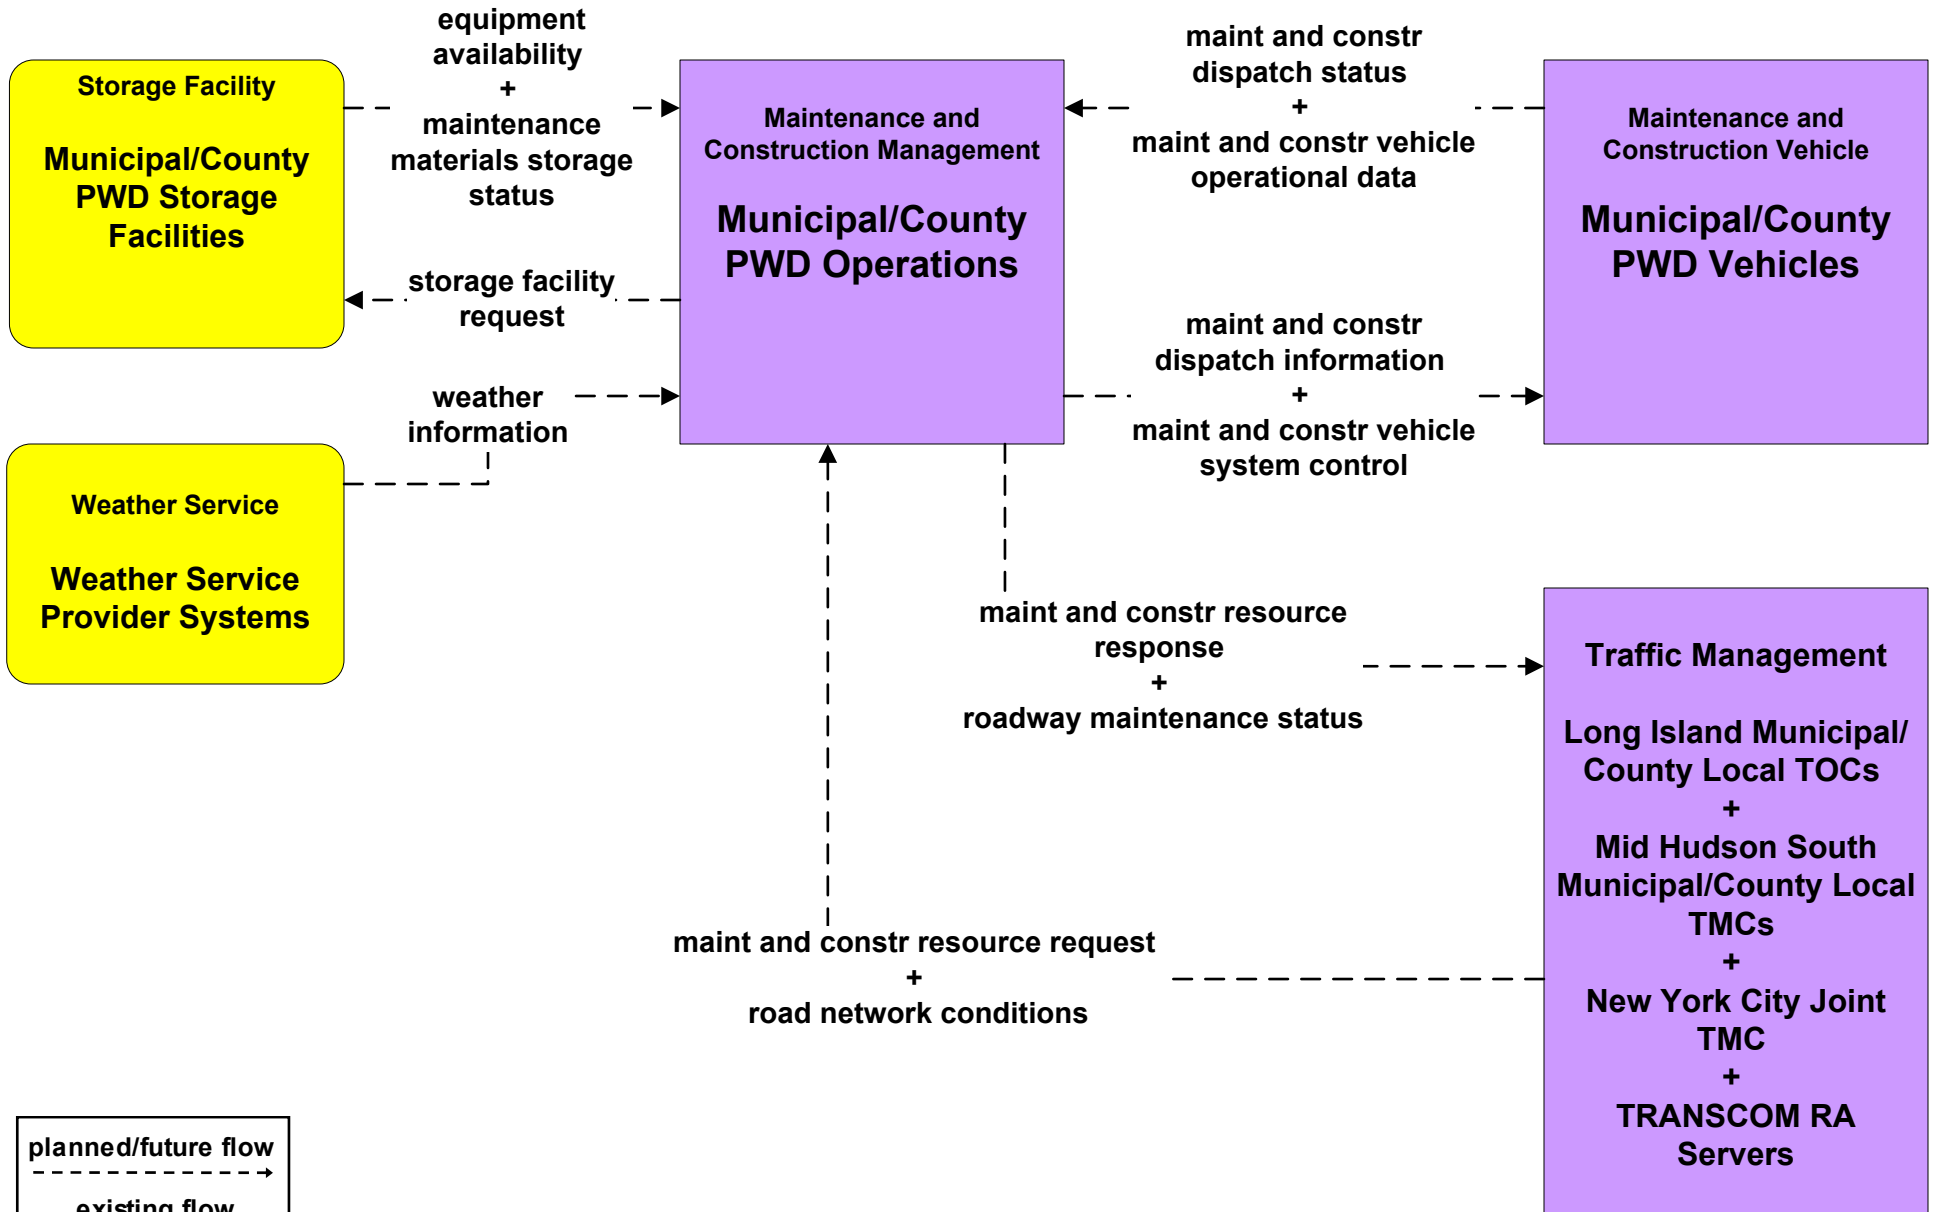 equipment
availability
+
maintenance
materials storage
status
maint and constr
dispatch status
+
maint and constr vehicle
operational data
Storage Facility
Municipal/County
PWD Storage
Facilities
Maintenance and
Construction Management
Municipal/County
PWD Operations
Maintenance and
Construction Vehicle
Municipal/County
PWD Vehicles
storage facility
request
maint and constr
dispatch information
+
maint and constr vehicle
system control
weather
information
Weather Service
Weather Service
Provider Systems
maint and constr resource
response
+
roadway maintenance status
Traffic Management
Long Island Municipal/
County Local TOCs
+
Mid Hudson South
Municipal/County Local
TMCs
+
New York City Joint
TMC
+
TRANSCOM RA
Servers
maint and constr resource request
+
road network conditions
planned/future flow
existing flow